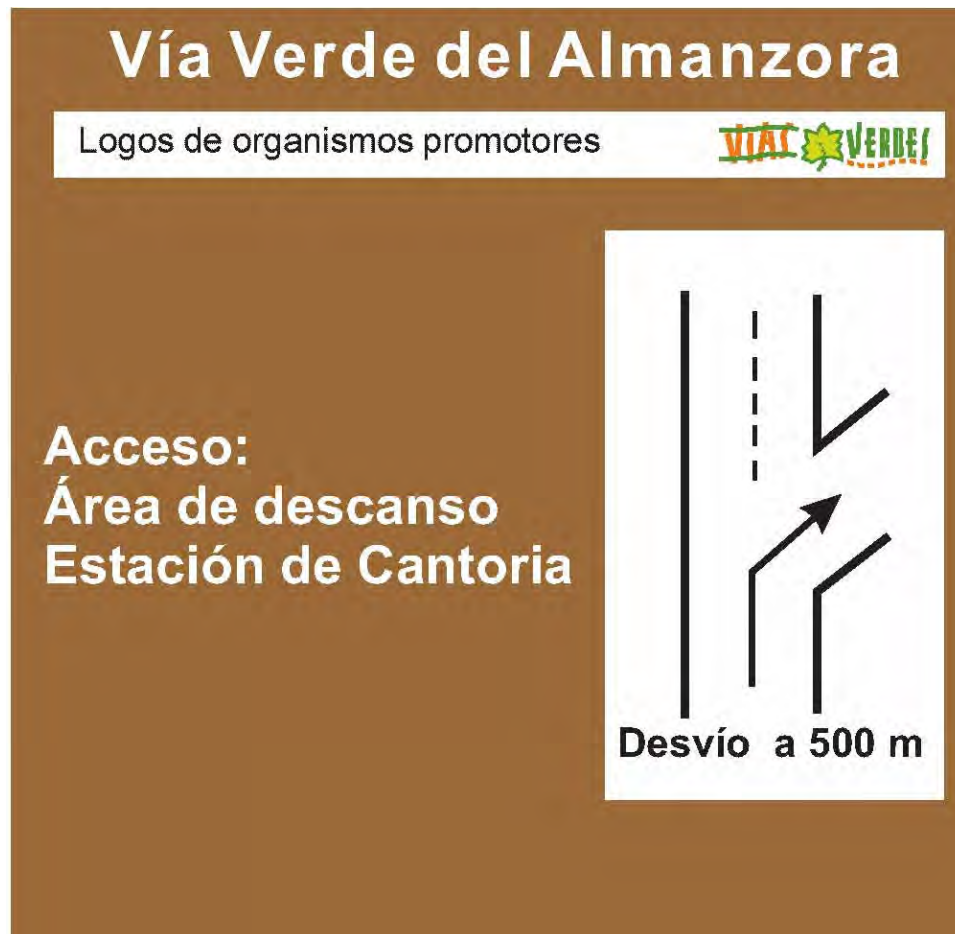 Vía Verde del Almanzora
Logos de organismos promotores
VIAS VERDES
Acceso:
Área de descanso
Estación de Cantoria
Desvío a 500 m